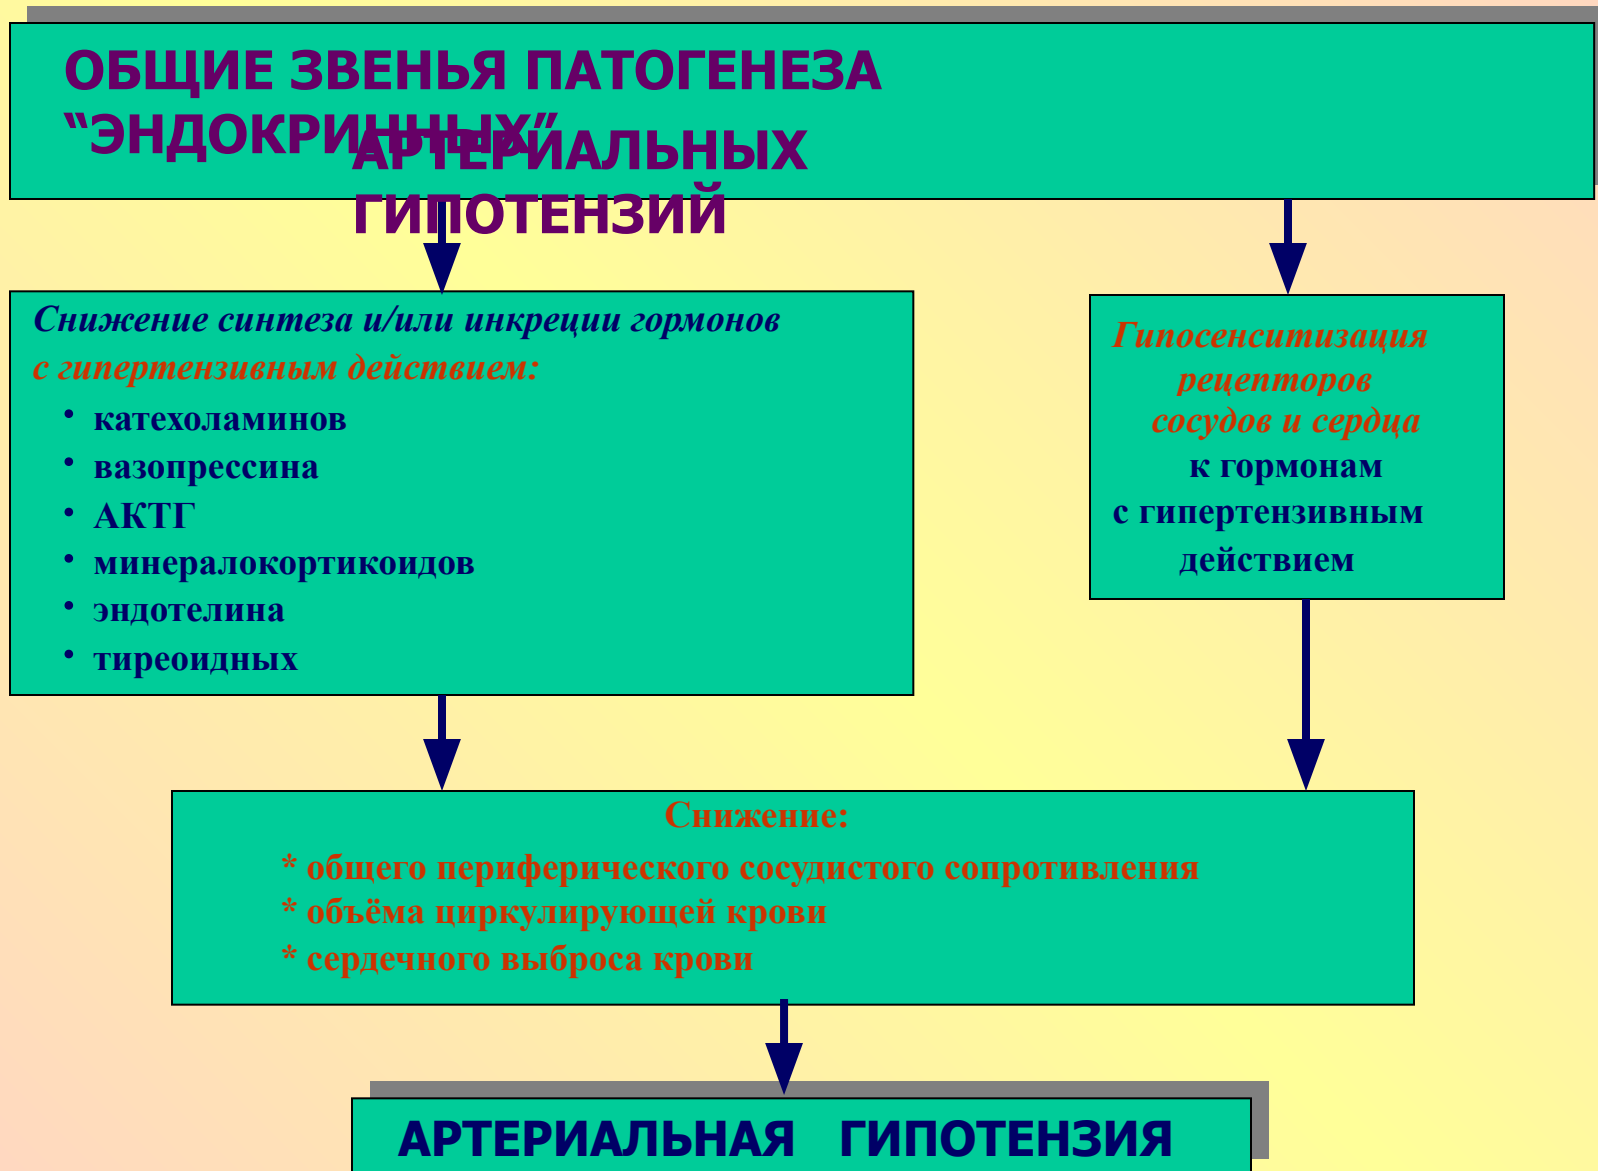 ОБЩИЕ ЗВЕНЬЯ ПАТОГЕНЕЗА
“ЭНДОКРИННЫХ”
АРТЕРИАЛЬНЫХ
ГИПОТЕНЗИЙ
Снижение синтеза и/или инкреции гормонов
с гипертензивным действием:
• катехоламинов
• вазопрессина
• АКТГ
• минералокортикоидов
• эндотелина
• тиреоидных
Гипосенситизация
рецепторов
сосудов и сердца
к гормонам
с гипертензивным
действием
Снижение:
* общего периферического сосудистого сопротивления
* объёма циркулирующей крови
* сердечного выброса крови
АРТЕРИАЛЬНАЯ ГИПОТЕНЗИЯ